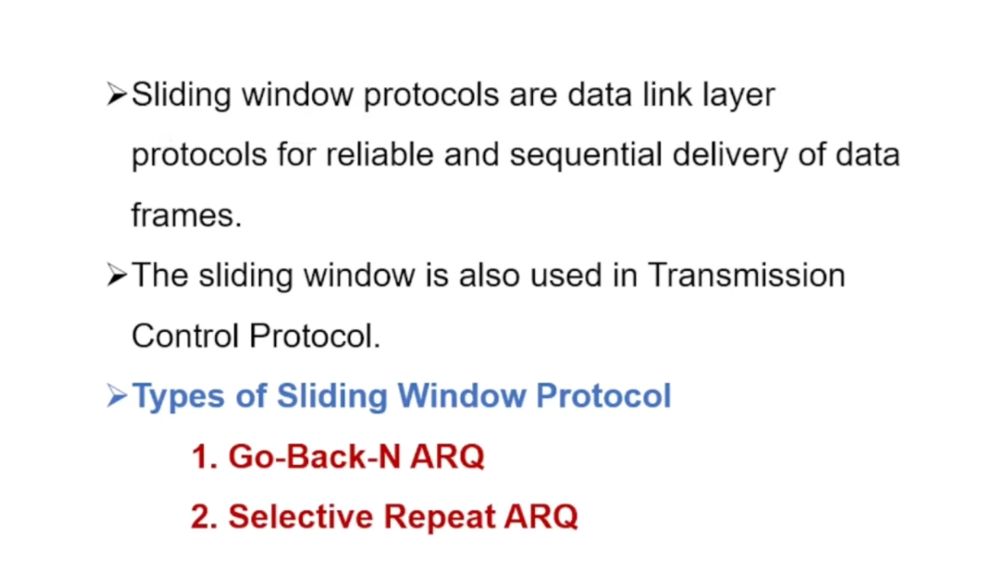 ➢Sliding window protocols are data link layer
protocols for reliable and sequential delivery of data
frames.
➢The sliding window is also used in Transmission
Control Protocol.
➢Types of Sliding Window Protocol
1. Go-Back-N ARQ
2. Selective Repeat ARQ